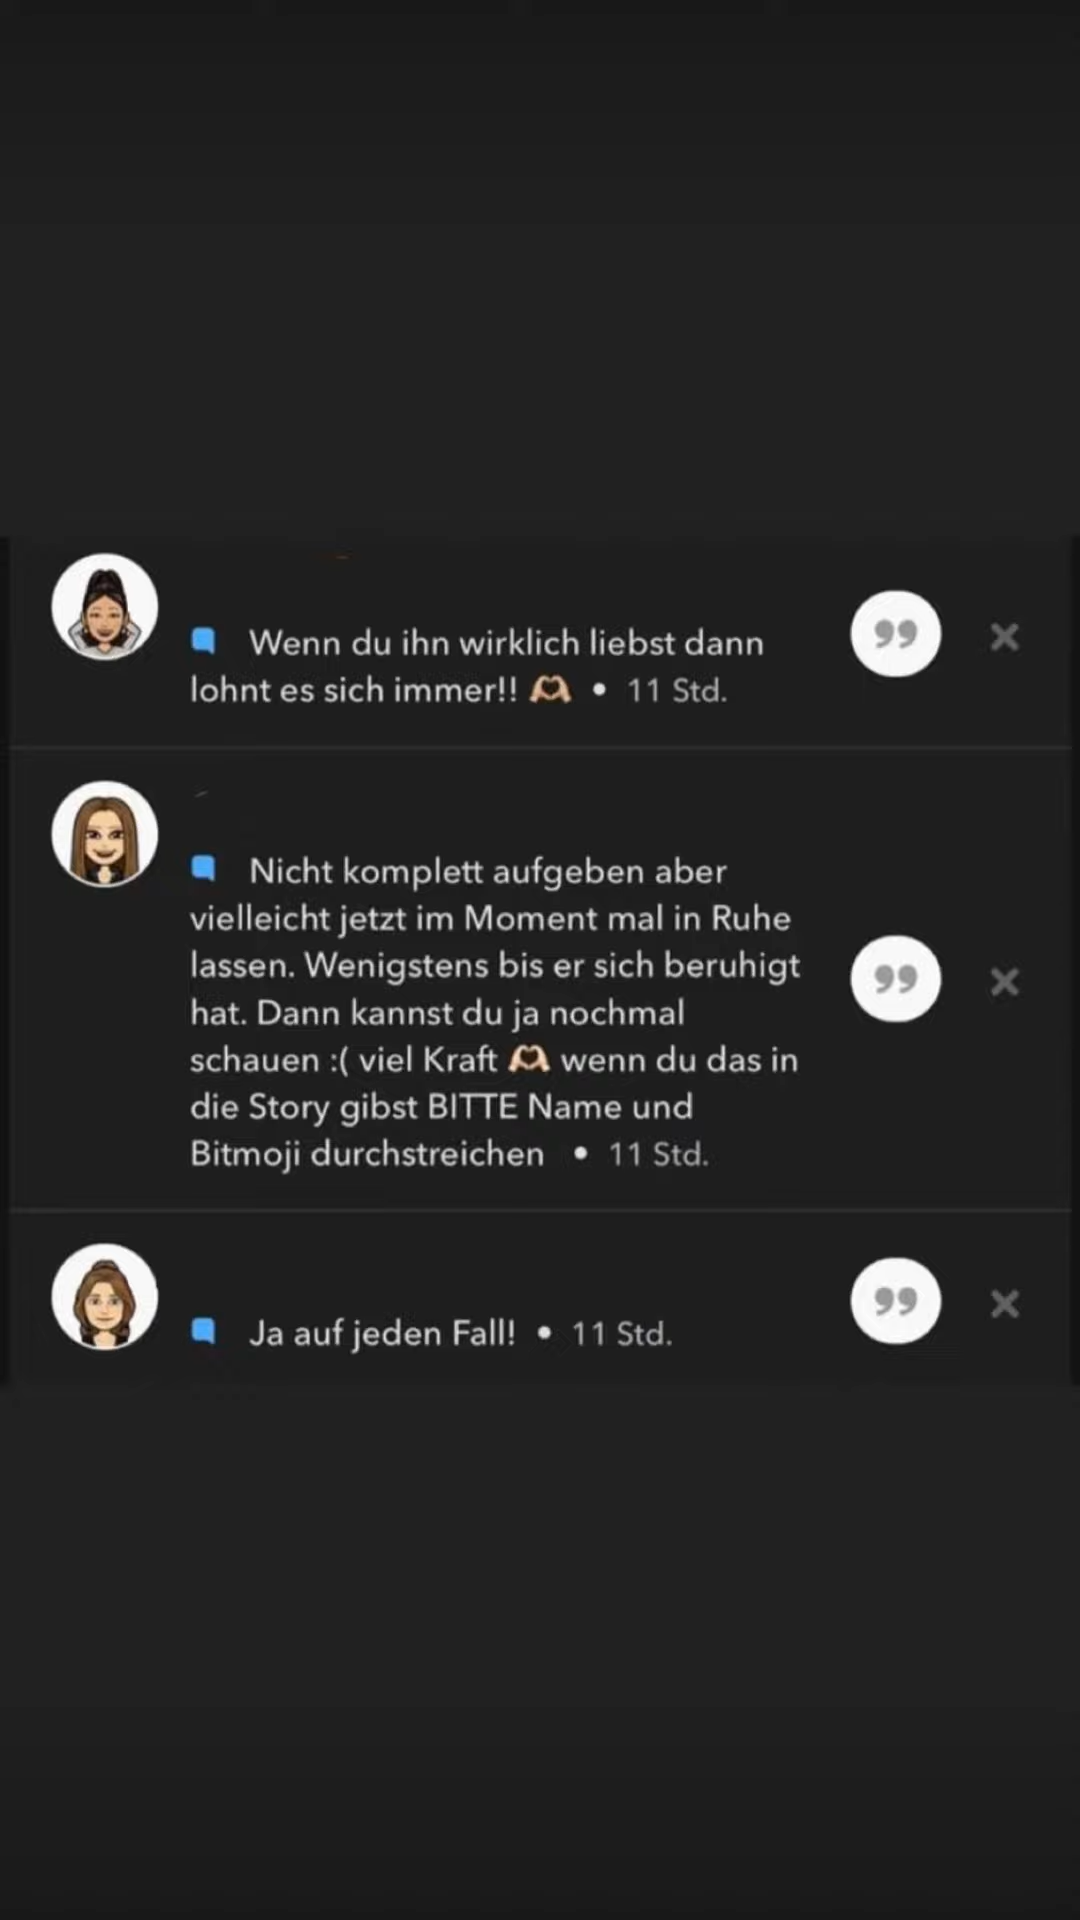 Wenn du ihn wirklich liebst dann
lohnt es sich immer!! 🫶🏼 • 11 Std.
Nicht komplett aufgeben aber
vielleicht jetzt im Moment mal in Ruhe
lassen. Wenigstens bis er sich beruhigt
hat. Dann kannst du ja nochmal
schauen :( viel Kraft 🫶🏼 wenn du das in
die Story gibst BITTE Name und
Bitmoji durchstreichen • 11 Std.
Ja auf jeden Fall! • 11 Std.